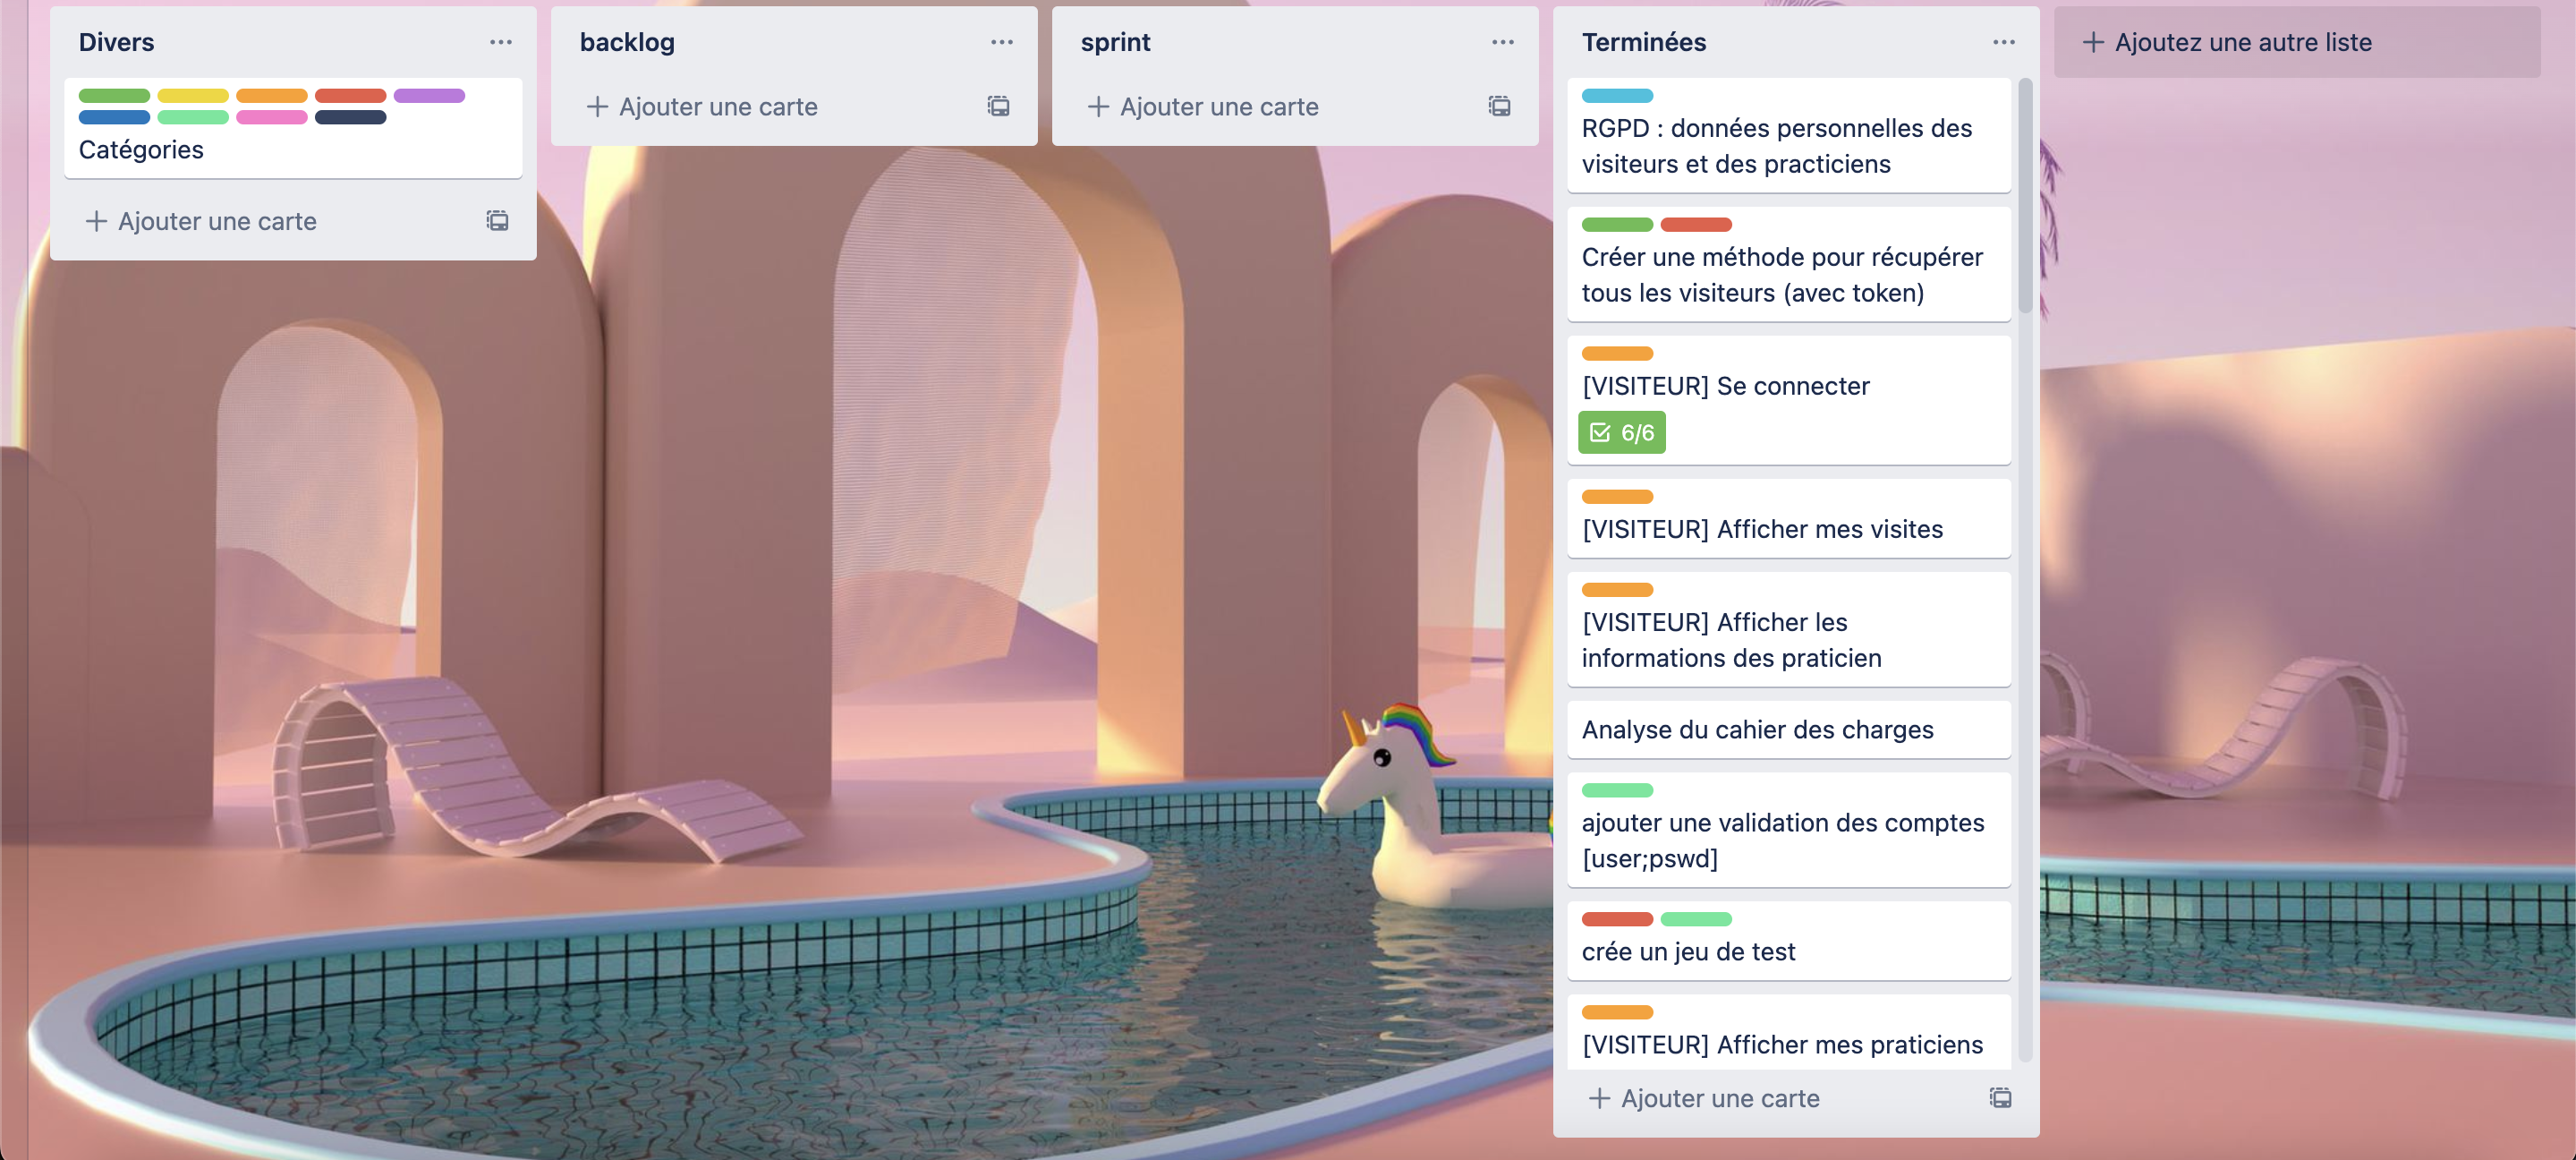 Divers
Catégories
Ajouter une carte
backlog
Ajouter une carte
sprint
Ajouter une carte
Terminées
RGPD : données personnelles des
visiteurs et des practiciens
Créer une méthode pour récupérer
tous les visiteurs (avec token)
[VISITEUR] Se connecter
6/6
[VISITEUR] Afficher mes visites
[VISITEUR] Afficher les
informations des praticien
Analyse du cahier des charges
ajouter une validation des comptes
[user;pswd]
crée un jeu de test
[VISITEUR] Afficher mes praticiens
Ajouter une carte
Ajoutez une autre liste